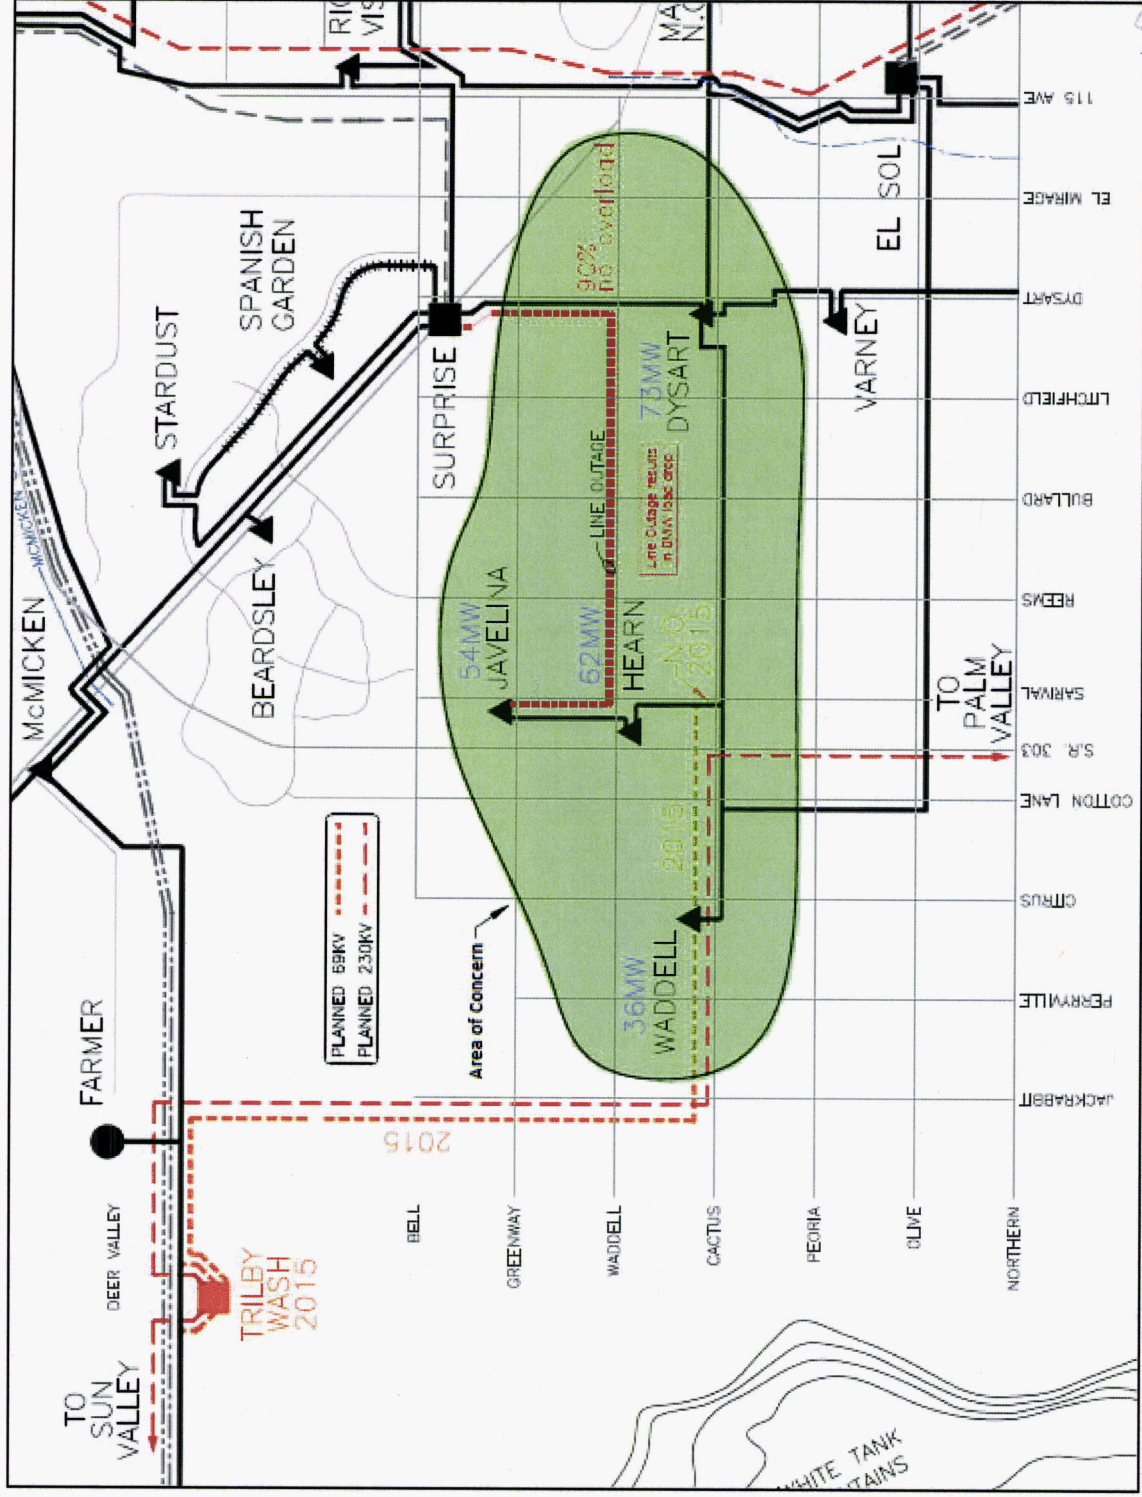 TO
SUN
VALLEY
DEER VALLEY
TRILBY
WASH
2015
FARMER
McMICKEN
MCMICKEN
BEARDSLEY
STARDUST
SPANISH
GARDEN
SURPRISE
PLANNED 69KV
PLANNED 230KV
Area of Concern
54MW
JAVELINA
62MW
HEARN
LINE OUTAGE
90%
no overload
73MW
DYSART
Line Outage results
in 0MW load drop
N.O.
2015
2015
36MW
WADDELL
2015
VARNEY
EL SOL
TO
PALM
VALLEY
BELL
GREENWAY
WADDELL
CACTUS
PEORIA
OLIVE
NORTHERN
JACKRABBIT
PERRYVILLE
CITRUS
COTTON LANE
S.R. 303
SARIVAL
REEMS
BULLARD
LITCHFIELD
DYSART
EL MIRAGE
115 AVE
WHITE TANK